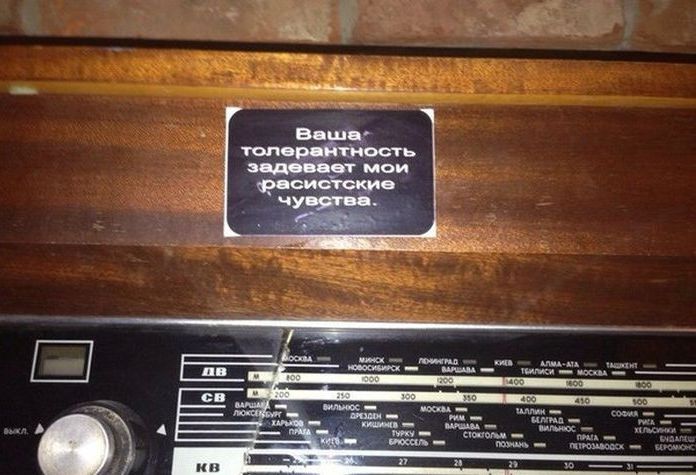 Ваша
толерантность
задевает мои
расистские
чувства.
МОСКВА МИНСК ЛЕНИНГРАД КИЕВ АЛМА-АТА ТАШКЕНТ
НОВОСИБИРСК ВАРШАВА ТБИЛИСИ МОСКВА
ДВ М 800 1000 1200 1400 1600 1800
СВ М 200 250 300 350 400 450 500
ВАРШАВА ВИЛЬНЮС МОСКВА ТАЛЛИН СОФИЯ
ЛЮКСЕМБУРГ ДРЕЗДЕН РИМ БЕЛГРАД РИГА
ВЫКЛ. ХАРЬКОВ КИШИНЕВ ВАРШАВА ВИЛЬНЮС ХЕЛЬСИНКИ
ПРАГА ТУРКУ СТОКГОЛЬМ ПРАГА
КИЕВ БРЮССЕЛЬ ПОЗНАНЬ ПЕТРОЗАВОДСК
КВ 26 27 28 29 30 31